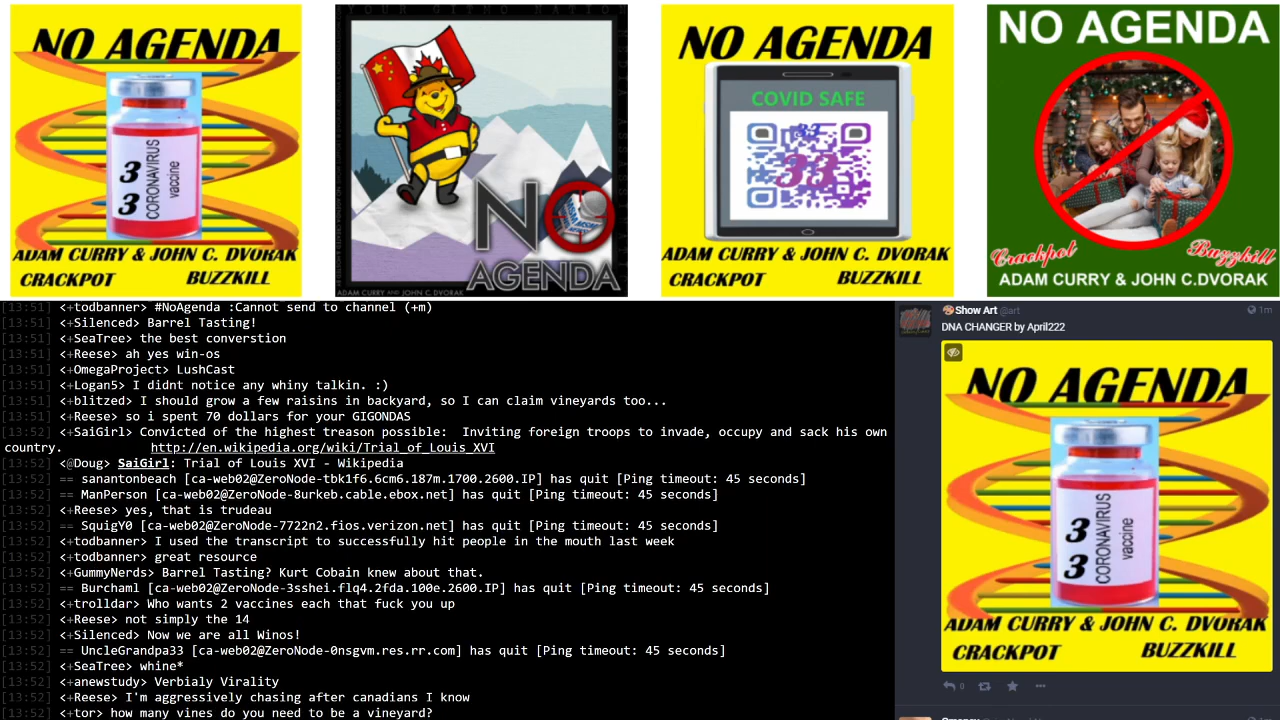 NO AGENDA
3
3
CORONAVIRUS
vaccine
ADAM CURRY & JOHN C. DVORAK
CRACKPOT BUZZKILL
NO
AGENDA
ADAM CURRY AND JOHN C. DVORAK
NO AGENDA
COVID SAFE
33
ADAM CURRY & JOHN C. DVORAK
CRACKPOT BUZZKILL
NO AGENDA
Crackpot Buzzkill
ADAM CURRY & JOHN C.DVORAK
[13:51] <+todbanner> #NoAgenda :Cannot send to channel (+m)
[13:51] <+Silenced> Barrel Tasting!
[13:51] <+SeaTree> the best converstion
[13:51] <+Reese> ah yes win-os
[13:51] <+OmegaProject> LushCast
[13:51] <+Logan5> I didnt notice any whiny talkin. :)
[13:51] <+blitzed> I should grow a few raisins in backyard, so I can claim vineyards too...
[13:51] <+Reese> so i spent 70 dollars for your GIGONDAS
[13:52] <+SaiGirl> Convicted of the highest treason possible:  Inviting foreign troops to invade, occupy and sack his own
country.            http://en.wikipedia.org/wiki/Trial_of_Louis_XVI
[13:52] <@Doug> SaiGirl: Trial of Louis XVI - Wikipedia
[13:52] == sanantonbeach [ca-web02@ZeroNode-tbk1f6.6cm6.187m.1700.2600.IP] has quit [Ping timeout: 45 seconds]
[13:52] == ManPerson [ca-web02@ZeroNode-8urkeb.cable.ebox.net] has quit [Ping timeout: 45 seconds]
[13:52] <+Reese> yes, that is trudeau
[13:52] == SquigY0 [ca-web02@ZeroNode-7722n2.fios.verizon.net] has quit [Ping timeout: 45 seconds]
[13:52] <+todbanner> I used the transcript to successfully hit people in the mouth last week
[13:52] <+todbanner> great resource
[13:52] <+GummyNerds> Barrel Tasting? Kurt Cobain knew about that.
[13:52] == Burchaml [ca-web02@ZeroNode-3sshei.flq4.2fda.100e.2600.IP] has quit [Ping timeout: 45 seconds]
[13:52] <+trolldar> Who wants 2 vaccines each that fuck you up
[13:52] <+Reese> not simply the 14
[13:52] <+Silenced> Now we are all Winos!
[13:52] == UncleGrandpa33 [ca-web02@ZeroNode-0nsgvm.res.rr.com] has quit [Ping timeout: 45 seconds]
[13:52] <+SeaTree> whine*
[13:52] <+anewstudy> Verbialy Virality
[13:52] <+Reese> I'm aggressively chasing after canadians I know
[13:52] <+tor> how many vines do you need to be a vineyard?
Show Art @art 1m
DNA CHANGER by April222
NO AGENDA
3
3
CORONAVIRUS
vaccine
ADAM CURRY & JOHN C. DVORAK
CRACKPOT BUZZKILL
0